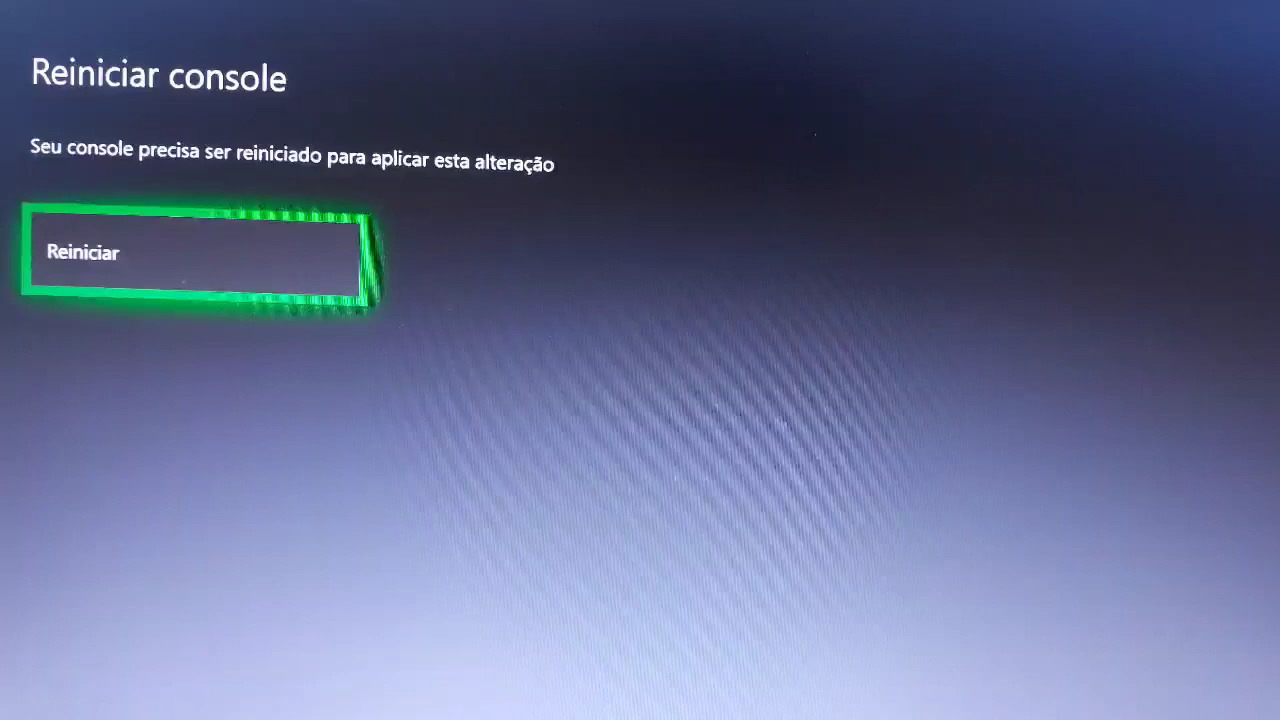 Reiniciar console
Seu console precisa ser reiniciado para aplicar esta alteração
Reiniciar